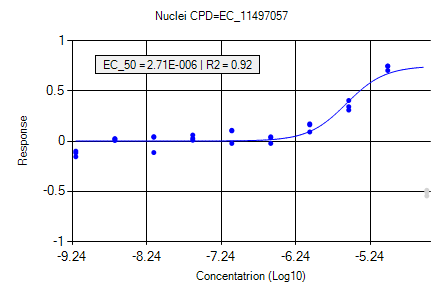 Nuclei CPD=EC_11497057
EC_50 = 2.71E-006 | R2 = 0.92
1
0.5
0
-0.5
-1
Response
-9.24 -8.24 -7.24 -6.24 -5.24
Concentatrion (Log10)